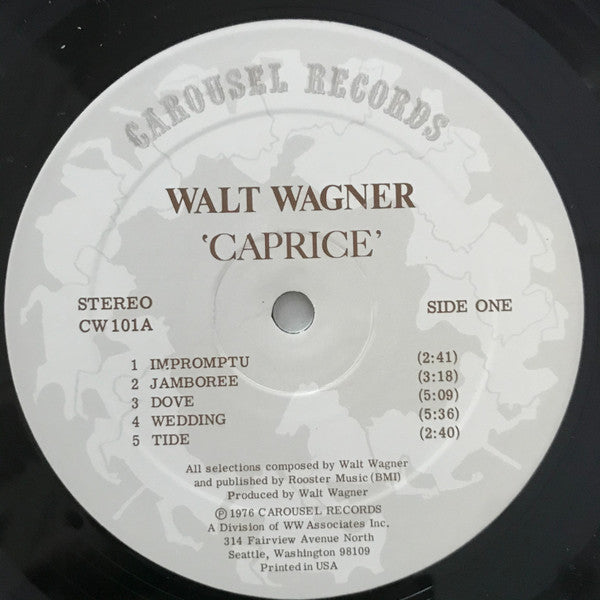 CAROUSEL RECORDS
WALT WAGNER
'CAPRICE'
STEREO
CW 101A
SIDE ONE
1 IMPROMPTU (2:41)
2 JAMBOREE (3:18)
3 DOVE (5:09)
4 WEDDING (5:36)
5 TIDE (2:40)
All selections composed by Walt Wagner
and published by Rooster Music (BMI)
Produced by Walt Wagner
℗ © 1976 CAROUSEL RECORDS
A Division of WW Associates Inc.
314 Fairview Avenue North
Seattle, Washington 98109
Printed in USA